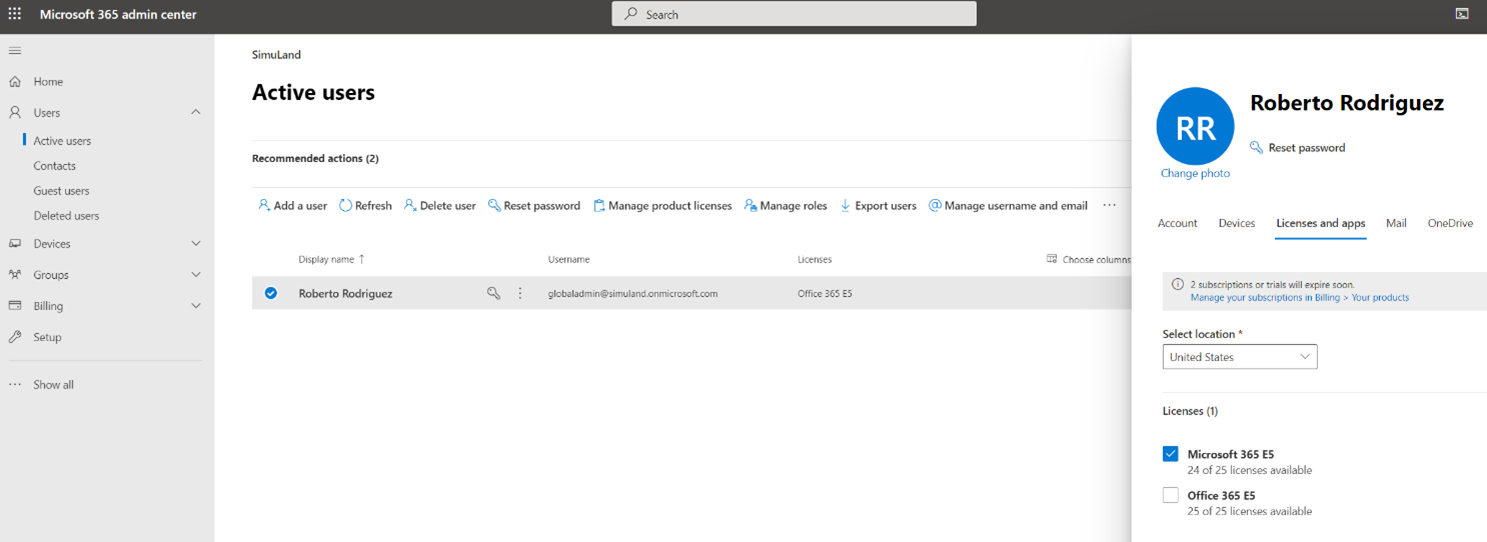 Microsoft 365 admin center
Search
Home
Users
Active users
Contacts
Guest users
Deleted users
Devices
Groups
Billing
Setup
Show all
SimuLand
Active users
Recommended actions (2)
Add a user Refresh Delete user Reset password Manage product licenses Manage roles Export users Manage username and email
Display name ↑ Username Licenses Choose columns
Roberto Rodriguez globaladmin@simuland.onmicrosoft.com Office 365 E5
RR
Roberto Rodriguez
Reset password
Change photo
Account Devices Licenses and apps Mail OneDrive
2 subscriptions or trials will expire soon.
Manage your subscriptions in Billing > Your products
Select location *
United States
Licenses (1)
Microsoft 365 E5
24 of 25 licenses available
Office 365 E5
25 of 25 licenses available